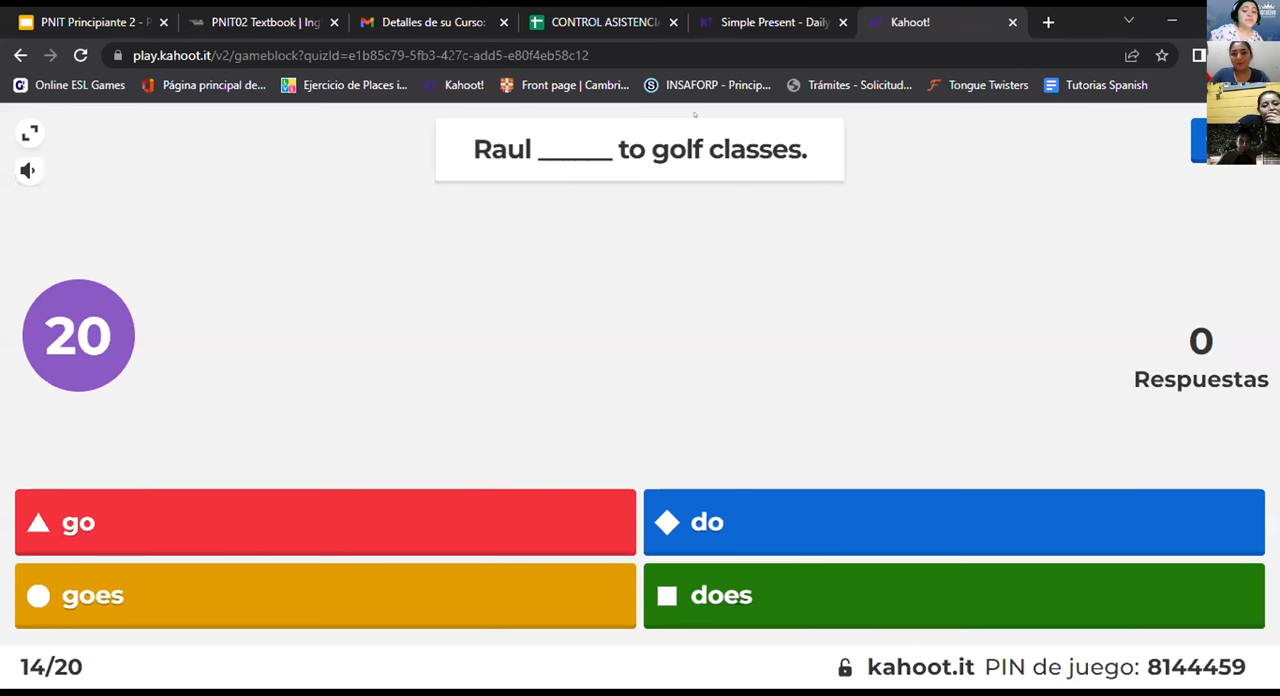 PNIT Principiante 2 - P
PNIT02 Textbook | Ing
Detalles de su Curso:
CONTROL ASISTENCI
Simple Present - Daily
Kahoot!
play.kahoot.it/v2/gameblock?quizId=e1b85c79-5fb3-427c-add5-e80f4eb58c12
Online ESL Games
Página principal de...
Ejercicio de Places i...
Kahoot!
Front page | Cambri...
INSAFORP - Princip...
Trámites - Solicitud...
Tongue Twisters
Tutorias Spanish
Raul ______ to golf classes.
20
0
Respuestas
go
do
goes
does
14/20
kahoot.it PIN de juego: 8144459